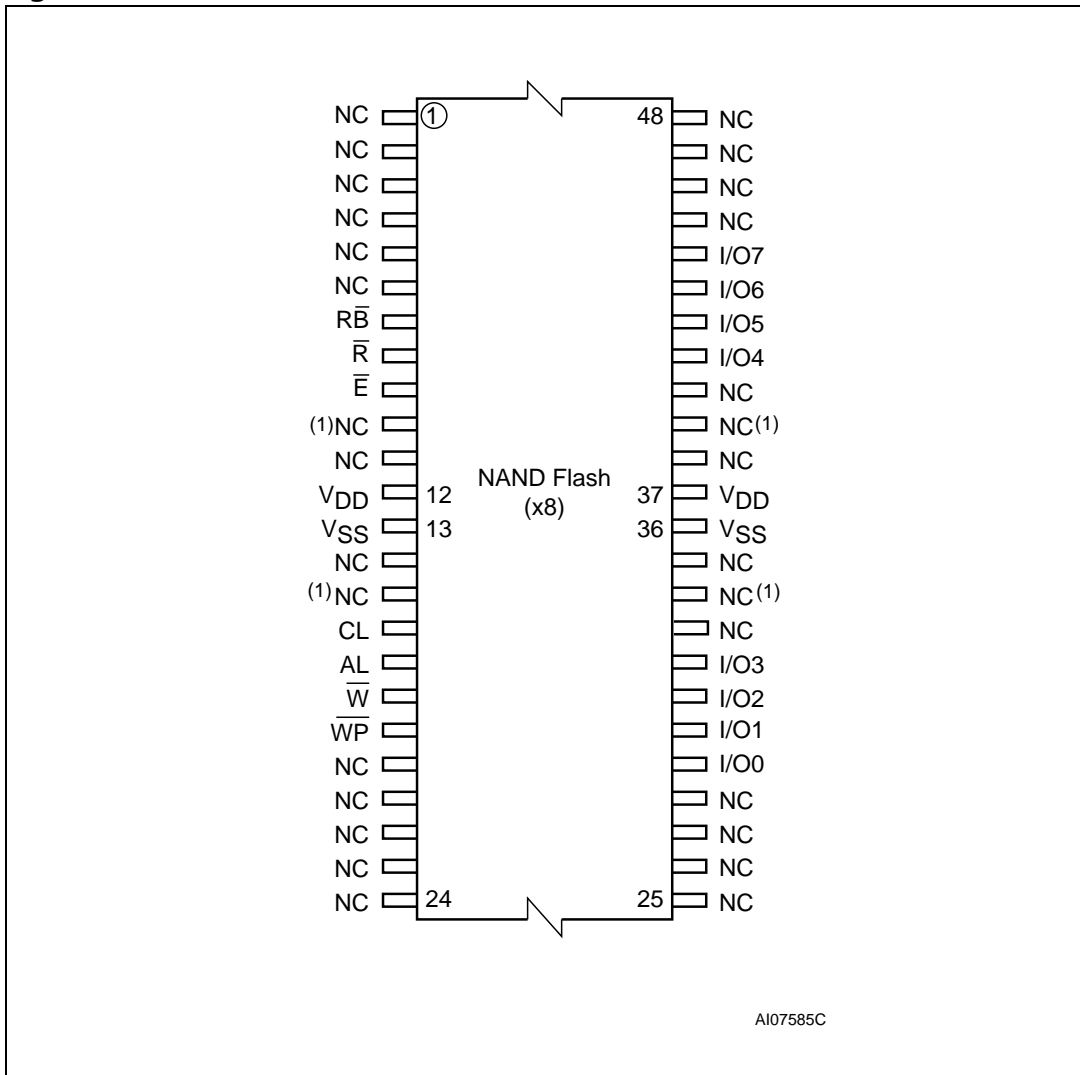 NC 1 48 NC
NC NC
NC NC
NC NC
NC I/O7
NC I/O6
RB̅ I/O5
R̅ I/O4
E̅ NC
(1)NC NC(1)
NC NC
NAND Flash
(x8)
VDD 12 37 VDD
VSS 13 36 VSS
NC NC
(1)NC NC(1)
CL NC
AL I/O3
W̅ I/O2
W̅P̅ I/O1
NC I/O0
NC NC
NC NC
NC NC
NC 24 25 NC
AI07585C